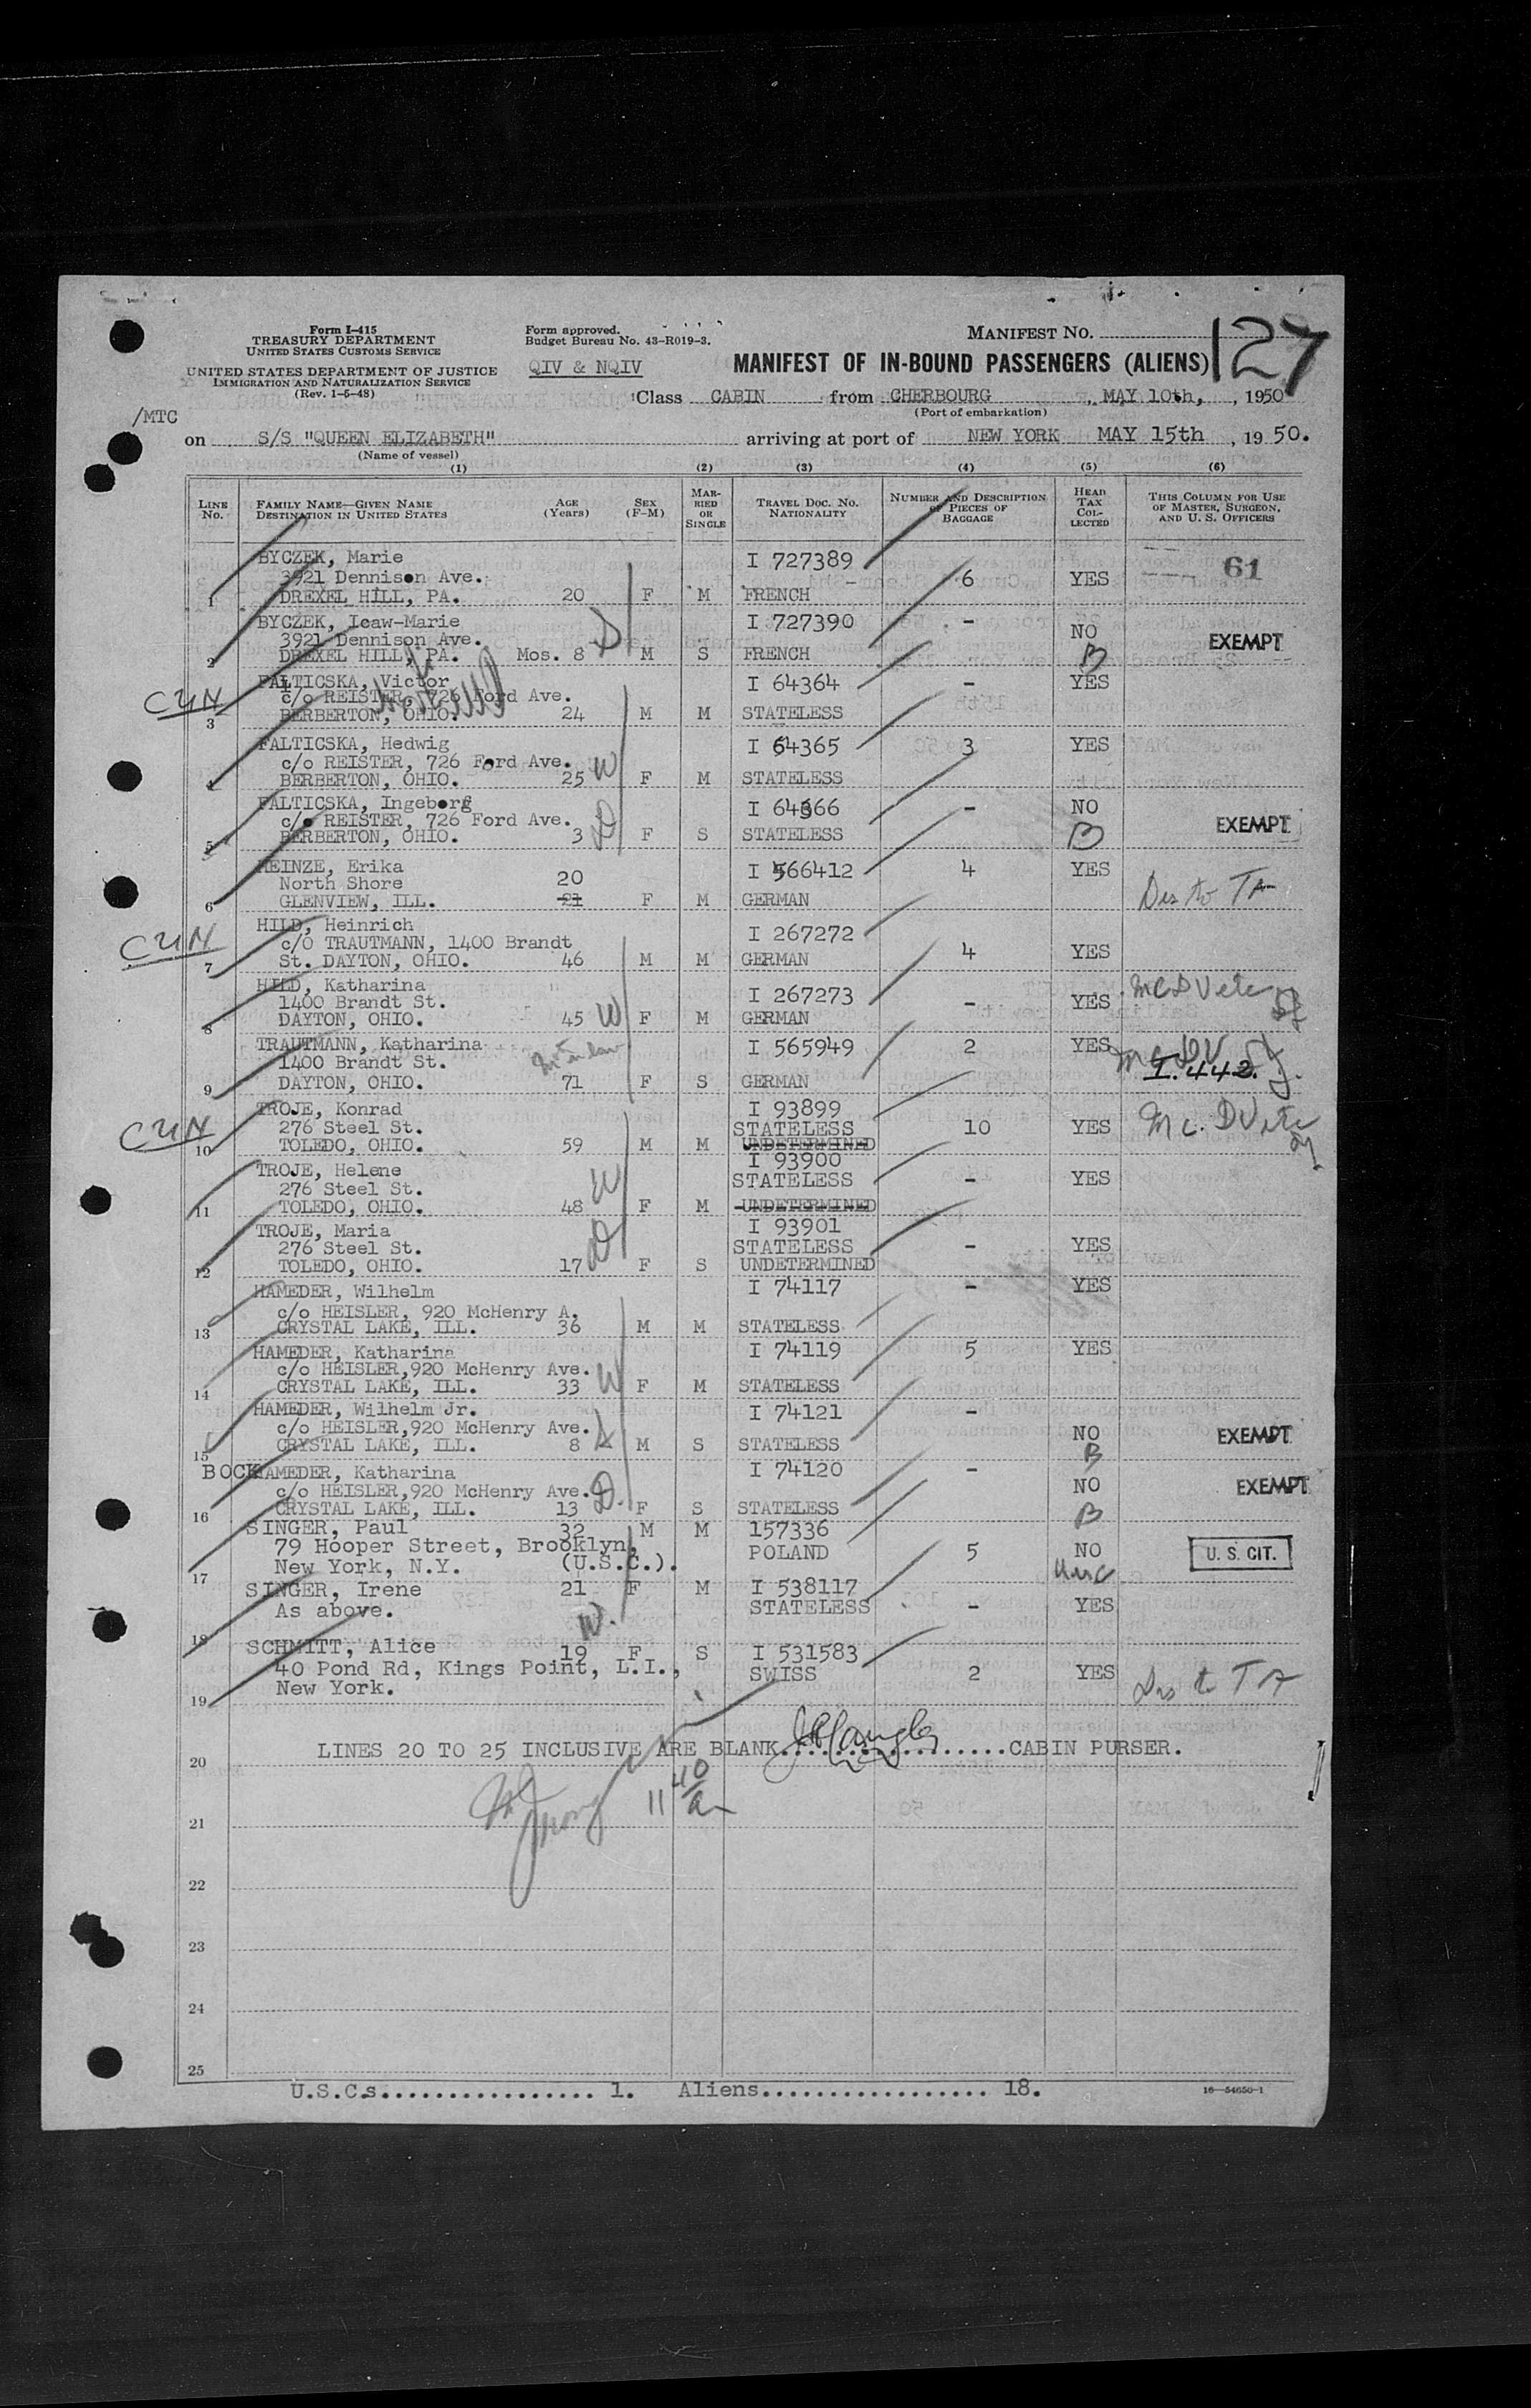 Form I-415
TREASURY DEPARTMENT
UNITED STATES CUSTOMS SERVICE
UNITED STATES DEPARTMENT OF JUSTICE
IMMIGRATION AND NATURALIZATION SERVICE
(Rev. 1-5-48)
Form approved.
Budget Bureau No. 43-R019-3.
QIV & NQIV
MANIFEST NO. 127
MANIFEST OF IN-BOUND PASSENGERS (ALIENS)
/MTC
Class CABIN from CHERBOURG, MAY 10th, 1950
(Port of embarkation)
on S/S "QUEEN ELIZABETH" arriving at port of NEW YORK MAY 15th, 1950.
(Name of vessel)
(1) (2) (3) (4) (5) (6)
LINE No. FAMILY NAME—GIVEN NAME DESTINATION IN UNITED STATES AGE (Years) SEX (F-M) MARRIED OR SINGLE TRAVEL DOC. No. NATIONALITY NUMBER AND DESCRIPTION OF PIECES OF BAGGAGE HEAD TAX COLLECTED THIS COLUMN FOR USE OF MASTER, SURGEON, AND U. S. OFFICERS
BYCZEK, Marie I 727389
3921 Dennison Ave. 6 YES 61
1 DREXEL HILL, PA. 20 F M FRENCH
BYCZEK, Icaw-Marie I 727390 -
3921 Dennison Ave. NO EXEMPT
2 DREXEL HILL, PA. Mos. 8 D M S FRENCH B
CUN FALTICSKA, Victor I 64364 - YES
c/o REISTER, 726 Ford Ave.
3 BERBERTON, OHIO. 24 M M STATELESS
FALTICSKA, Hedwig I 64365 3 YES
c/o REISTER, 726 Ford Ave.
4 BERBERTON, OHIO. 25 W F M STATELESS
FALTICSKA, Ingeborg I 64366 - NO
c/o REISTER, 726 Ford Ave. EXEMPT
5 BERBERTON, OHIO. 3 D F S STATELESS B
HEINZE, Erika I 566412 4 YES
North Shore 20
6 GLENVIEW, ILL. 21 F M GERMAN Des to TA
CUN HILD, Heinrich I 267272
c/o TRAUTMANN, 1400 Brandt
7 St. DAYTON, OHIO. 46 M M GERMAN 4 YES
HILD, Katharina I 267273
1400 Brandt St. - YES
8 DAYTON, OHIO. 45 W F M GERMAN
TRAUTMANN, Katharina I 565949 2 YES
1400 Brandt St. I.442.
9 DAYTON, OHIO. 71 F S GERMAN
CUN TROJE, Konrad I 93899
276 Steel St. STATELESS 10 YES
10 TOLEDO, OHIO. 59 M M UNDETERMINED
TROJE, Helene I 93900
276 Steel St. STATELESS - YES
11 TOLEDO, OHIO. 48 W F M UNDETERMINED
TROJE, Maria I 93901
276 Steel St. STATELESS - YES
12 TOLEDO, OHIO. 17 D F S UNDETERMINED
HAMEDER, Wilhelm I 74117 - YES
c/o HEISLER, 920 McHenry A.
13 CRYSTAL LAKE, ILL. 36 M M STATELESS
HAMEDER, Katharina I 74119 5 YES
c/o HEISLER,920 McHenry Ave.
14 CRYSTAL LAKE, ILL. 33 W F M STATELESS
HAMEDER, Wilhelm Jr. I 74121 -
c/o HEISLER,920 McHenry Ave. NO EXEMPT
15 CRYSTAL LAKE, ILL. 8 M S STATELESS B
BOCK HAMEDER, Katharina I 74120 -
c/o HEISLER,920 McHenry Ave. NO EXEMPT
16 CRYSTAL LAKE, ILL. 13 D. F S STATELESS B
SINGER, Paul 32 M M 157336
79 Hooper Street, Brooklyn, POLAND 5 NO U. S. CIT.
17 New York, N.Y. (U.S.C.).
SINGER, Irene 21 F M I 538117
As above. W. STATELESS - YES
18
SCHMITT, Alice 19 F S I 531583
40 Pond Rd, Kings Point, L.I., SWISS 2 YES
19 New York. Des to TA
20 LINES 20 TO 25 INCLUSIVE ARE BLANK..................CABIN PURSER.
11 40/a
21
22
23
24
25
U.S.C.s................. 1. Aliens.................. 18.
16—54650-1